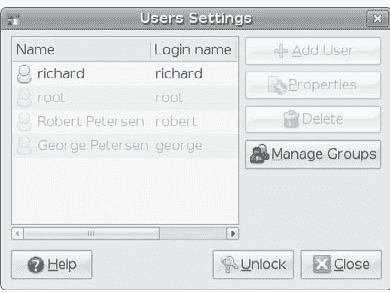 Users Settings
Name Login name
richard richard
root root
Robert Petersen robert
George Petersen george
Add User
Properties
Delete
Manage Groups
Help
Unlock
Close